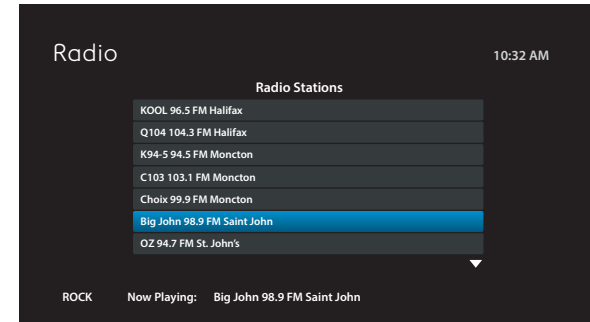 Radio
10:32 AM
Radio Stations
KOOL 96.5 FM Halifax
Q104 104.3 FM Halifax
K94-5 94.5 FM Moncton
C103 103.1 FM Moncton
Choix 99.9 FM Moncton
Big John 98.9 FM Saint John
OZ 94.7 FM St. John's
ROCK Now Playing: Big John 98.9 FM Saint John